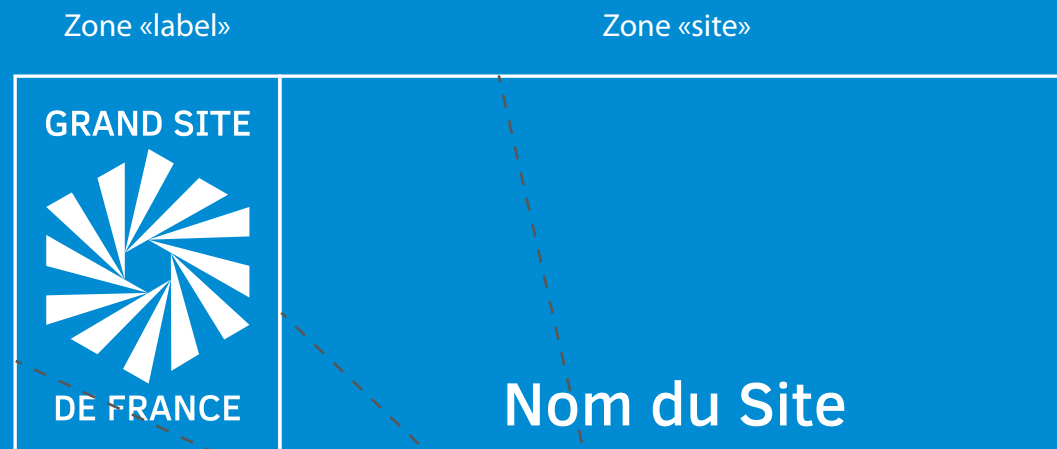 Zone «label»
Zone «site»
GRAND SITE
DE FRANCE
Nom du Site